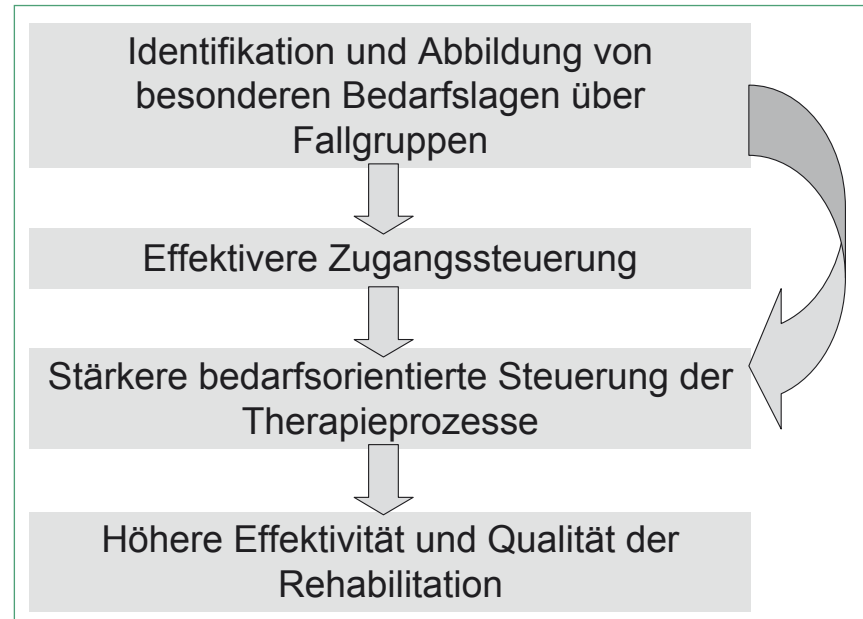 Identifikation und Abbildung von
besonderen Bedarfslagen über
Fallgruppen
Effektivere Zugangssteuerung
Stärkere bedarfsorientierte Steuerung der
Therapieprozesse
Höhere Effektivität und Qualität der
Rehabilitation